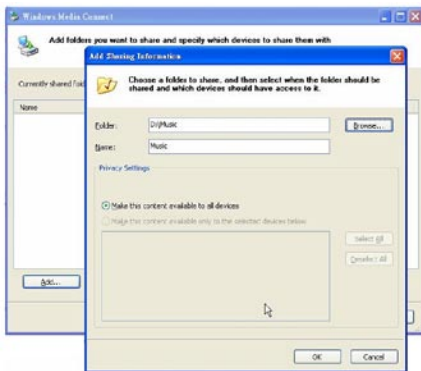 Windows Media Connect
Add folders you want to share and specify which devices to share them with
Add Sharing Information
Choose a folder to share, and then select when the folder should be
shared and which devices should have access to it.
Currently shared
Name
Folder: D:\Music
Browse...
Name: Music
Privacy Settings
Make this content available to all devices
Make this content available only to the selected devices below
Select All
Deselect All
Add...
OK
Cancel